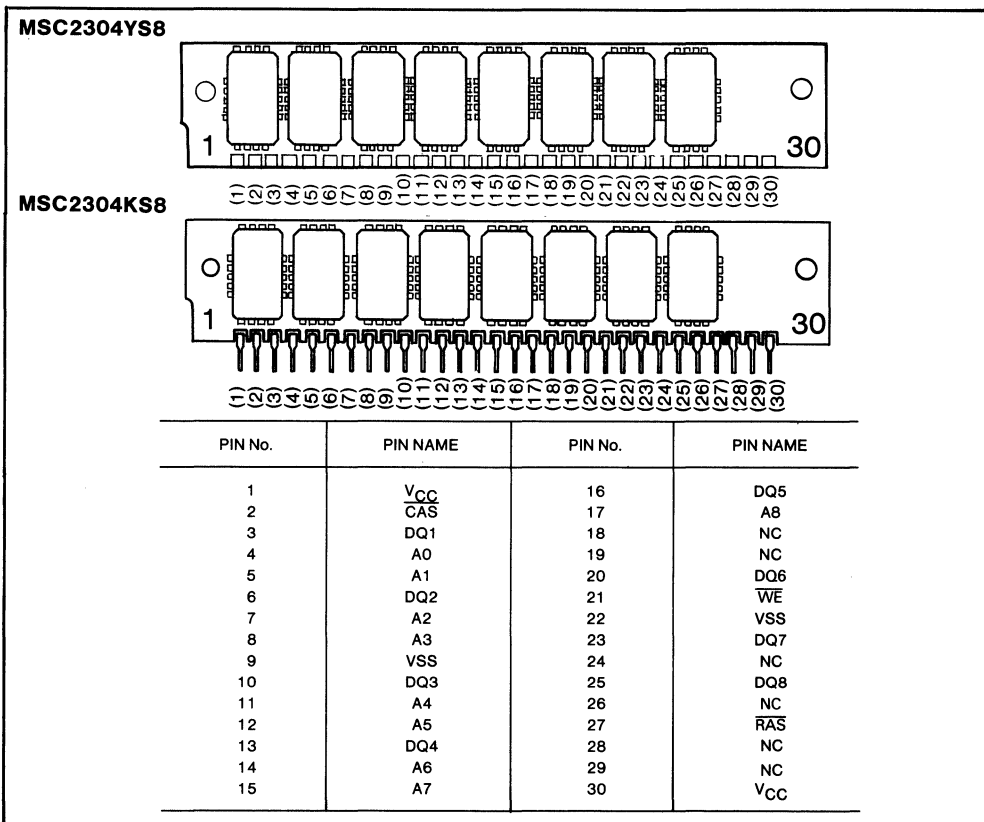 MSC2304YS8
1 30
(1) (2) (3) (4) (5) (6) (7) (8) (9) (10) (11) (12) (13) (14) (15) (16) (17) (18) (19) (20) (21) (22) (23) (24) (25) (26) (27) (28) (29) (30)
MSC2304KS8
1 30
(1) (2) (3) (4) (5) (6) (7) (8) (9) (10) (11) (12) (13) (14) (15) (16) (17) (18) (19) (20) (21) (22) (23) (24) (25) (26) (27) (28) (29) (30)
PIN No. PIN NAME PIN No. PIN NAME
1 VCC 16 DQ5
2 C̅A̅S̅ 17 A8
3 DQ1 18 NC
4 A0 19 NC
5 A1 20 DQ6
6 DQ2 21 W̅E̅
7 A2 22 VSS
8 A3 23 DQ7
9 VSS 24 NC
10 DQ3 25 DQ8
11 A4 26 NC
12 A5 27 R̅A̅S̅
13 DQ4 28 NC
14 A6 29 NC
15 A7 30 VCC